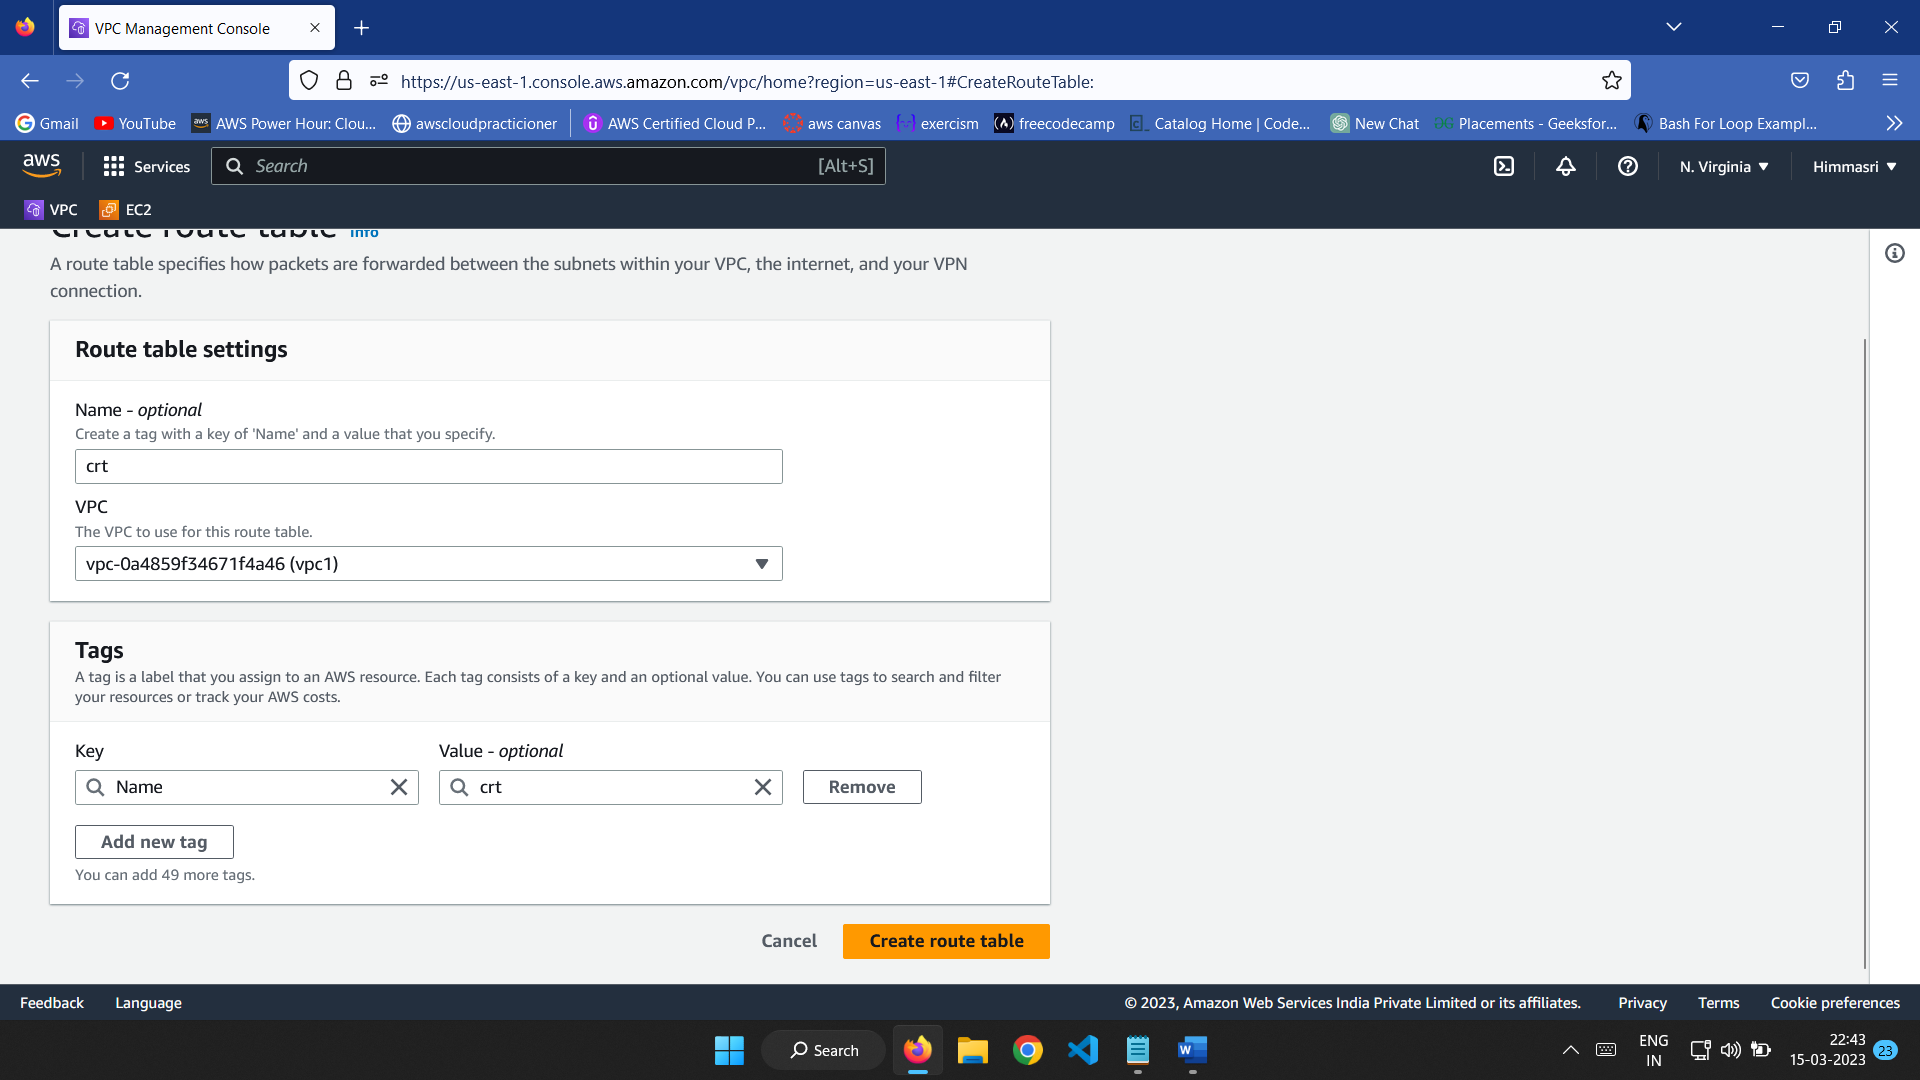 VPC Management Console
https://us-east-1.console.aws.amazon.com/vpc/home?region=us-east-1#CreateRouteTable:
Gmail YouTube AWS Power Hour: Clou... awscloudpracticioner AWS Certified Cloud P... aws canvas exercism freecodecamp Catalog Home | Code... New Chat Placements - Geeksfor... Bash For Loop Exampl...
aws Services Search [Alt+S] N. Virginia Himmasri
VPC EC2
Create route table Info
A route table specifies how packets are forwarded between the subnets within your VPC, the internet, and your VPN
connection.
Route table settings
Name - optional
Create a tag with a key of 'Name' and a value that you specify.
crt
VPC
The VPC to use for this route table.
vpc-0a4859f34671f4a46 (vpc1)
Tags
A tag is a label that you assign to an AWS resource. Each tag consists of a key and an optional value. You can use tags to search and filter
your resources or track your AWS costs.
Key Value - optional
Name crt Remove
Add new tag
You can add 49 more tags.
Cancel Create route table
Feedback Language © 2023, Amazon Web Services India Private Limited or its affiliates. Privacy Terms Cookie preferences
Search ENG 22:43
IN 15-03-2023 23